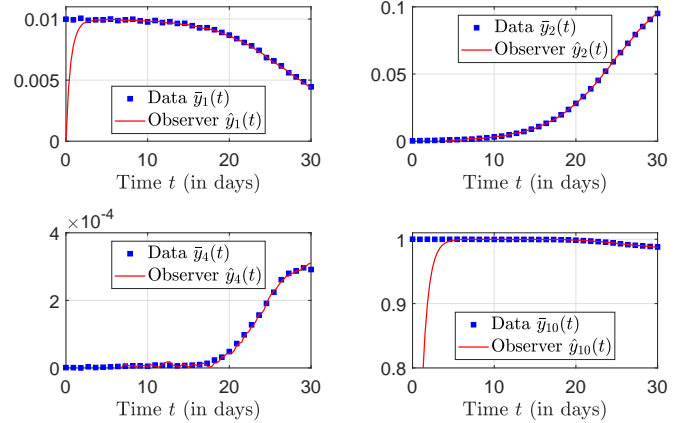 0.01
0.005
0
0 10 20 30
Data ȳ₁(t)
Observer ŷ₁(t)
Time t (in days)
0.1
0.05
0
0 10 20 30
Data ȳ₂(t)
Observer ŷ₂(t)
Time t (in days)
×10⁻⁴
4
2
0
0 10 20 30
Data ȳ₄(t)
Observer ŷ₄(t)
Time t (in days)
1
0.9
0.8
0 10 20 30
Data ȳ₁₀(t)
Observer ŷ₁₀(t)
Time t (in days)